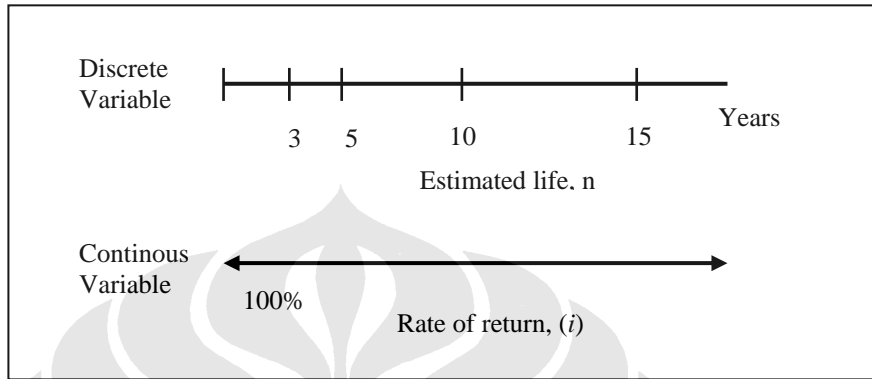 Discrete
Variable
Years
3 5 10 15
Estimated life, n
Continous
Variable
100%
Rate of return, (i)